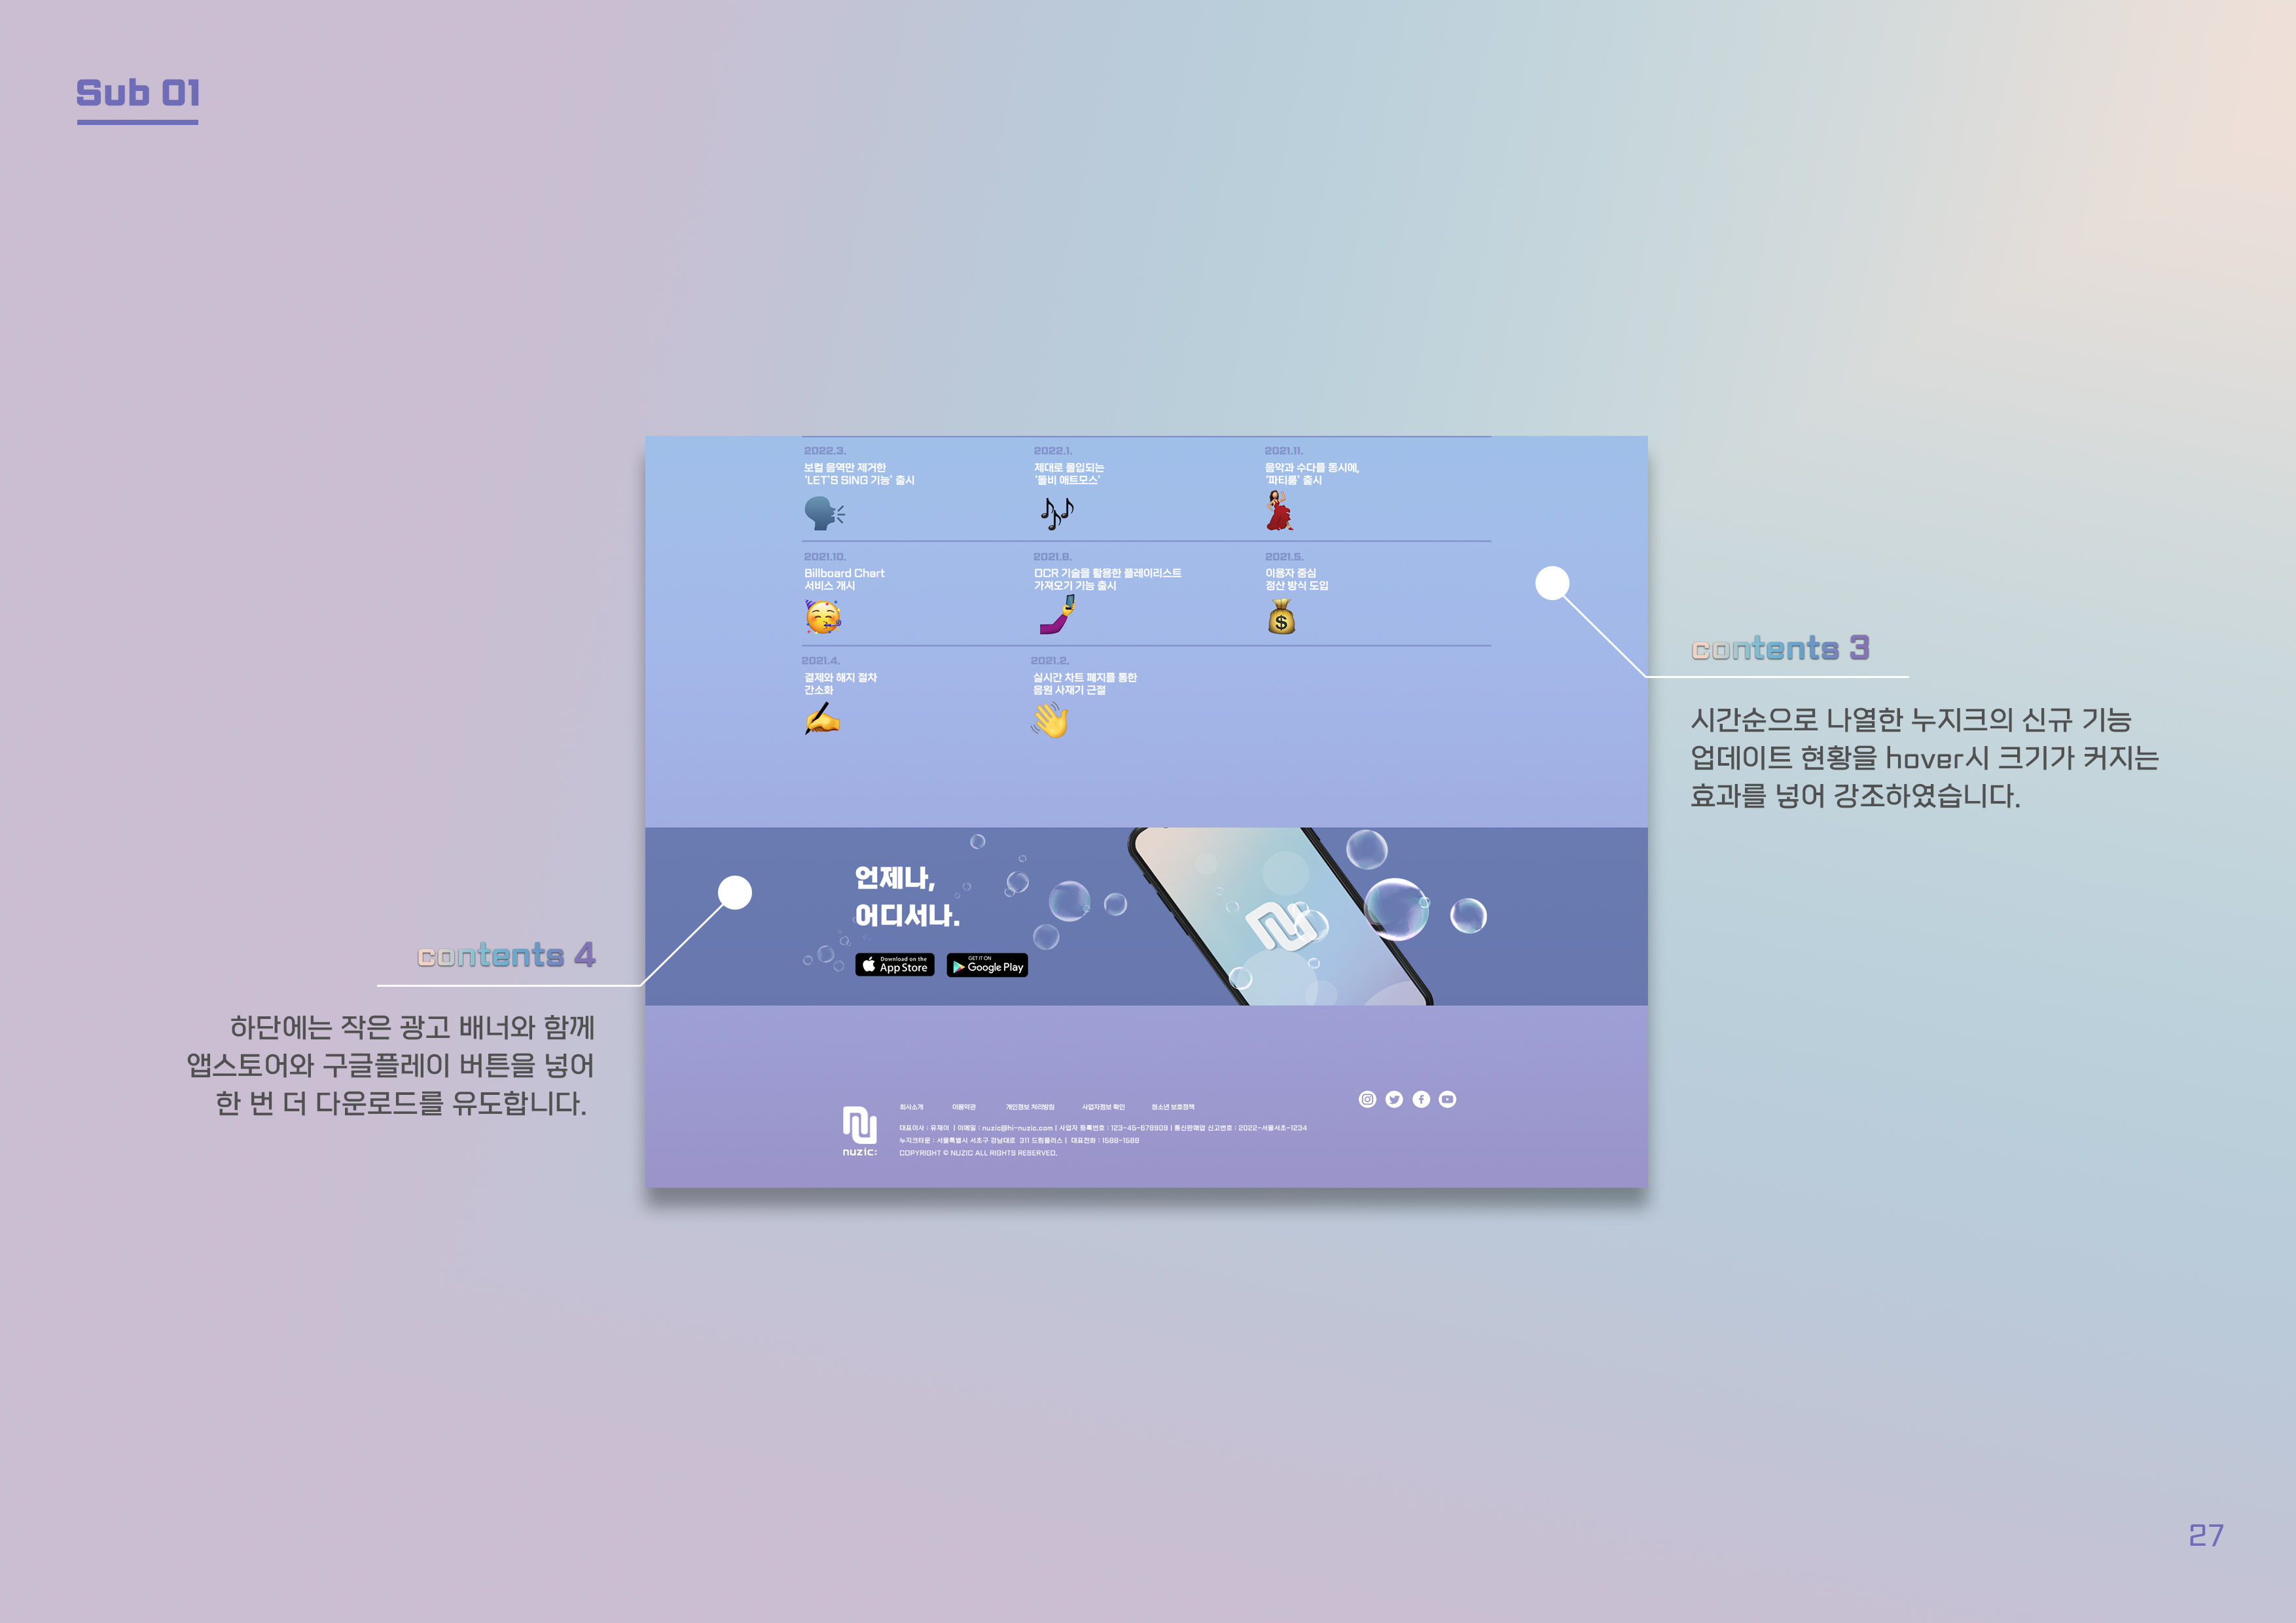 Sub 01
2022.3.
보컬 음역만 제거한
'LET'S SING 기능' 출시
2022.1.
제대로 몰입되는
'돌비 애트모스'
2021.11.
음악과 수다를 동시에,
'파티룸' 출시
2021.10.
Billboard Chart
서비스 개시
2021.8.
OCR 기술을 활용한 플레이리스트
가져오기 기능 출시
2021.5.
이용자 중심
정산 방식 도입
2021.4.
결제와 해지 절차
간소화
2021.2.
실시간 차트 폐지를 통한
음원 사재기 근절
contents 3
시간순으로 나열한 누지크의 신규 기능
업데이트 현황을 hover시 크기가 커지는
효과를 넣어 강조하였습니다.
언제나,
어디서나.
Download on the
App Store
GET IT ON
Google Play
contents 4
하단에는 작은 광고 배너와 함께
앱스토어와 구글플레이 버튼을 넣어
한 번 더 다운로드를 유도합니다.
nuzic:
회사소개 이용약관 개인정보 처리방침 사업자정보 확인 청소년 보호정책
대표이사 : 유재이 | 이메일 : nuzic@hi-nuzic.com | 사업자 등록번호 : 123-45-678909 | 통신판매업 신고번호 : 2022-서울서초-1234
누지크타운 : 서울특별시 서초구 강남대로 311 드림플러스 | 대표전화 : 1588-1588
COPYRIGHT © NUZIC ALL RIGHTS RESERVED.
27